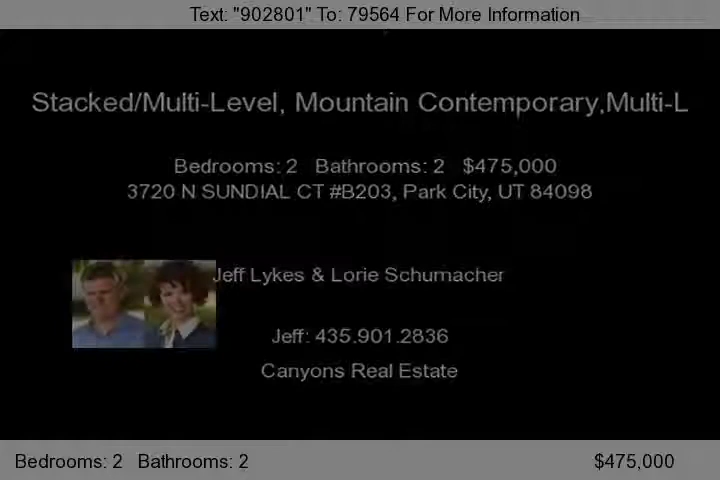 Text: "902801" To: 79564 For More Information
Stacked/Multi-Level, Mountain Contemporary,Multi-L
Bedrooms: 2 Bathrooms: 2 $475,000
3720 N SUNDIAL CT #B203, Park City, UT 84098
Jeff Lykes & Lorie Schumacher
Jeff: 435.901.2836
Canyons Real Estate
Bedrooms: 2 Bathrooms: 2 $475,000